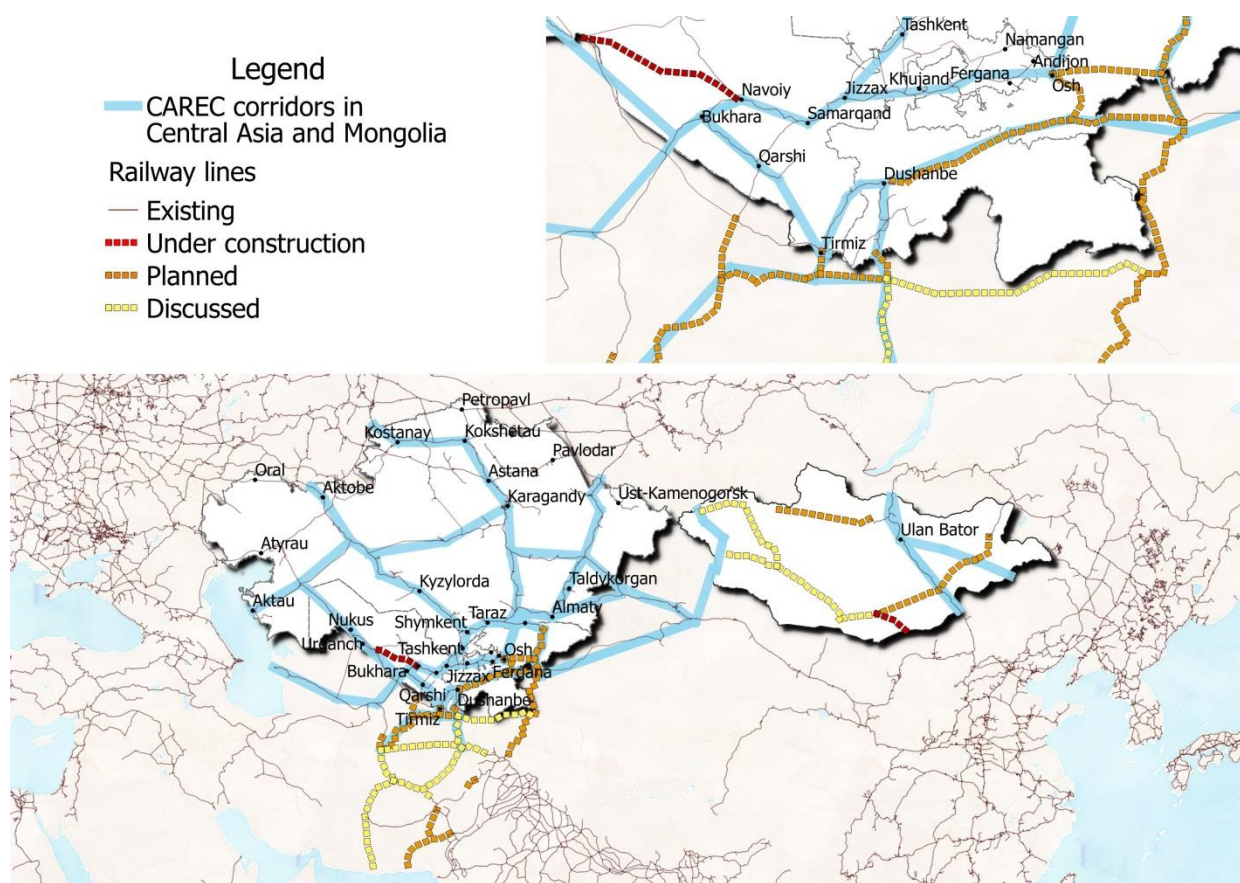 Legend
CAREC corridors in
Central Asia and Mongolia
Railway lines
Existing
Under construction
Planned
Discussed
Tashkent
Namangan
Andijon
Fergana
Khujand
Osh
Jizzax
Navoiy
Samarqand
Bukhara
Qarshi
Dushanbe
Tirmiz
Petropavl
Kostanay
Kokshetau
Pavlodar
Oral
Astana
Aktobe
Karagandy
Ust-Kamenogorsk
Ulan Bator
Atyrau
Kyzylorda
Taldykorgan
Aktau
Nukus
Taraz
Almaty
Shymkent
Urganch
Tashkent
Osh
Bukhara
Jizzax
Fergana
Qarshi
Dushanbe
Tirmiz